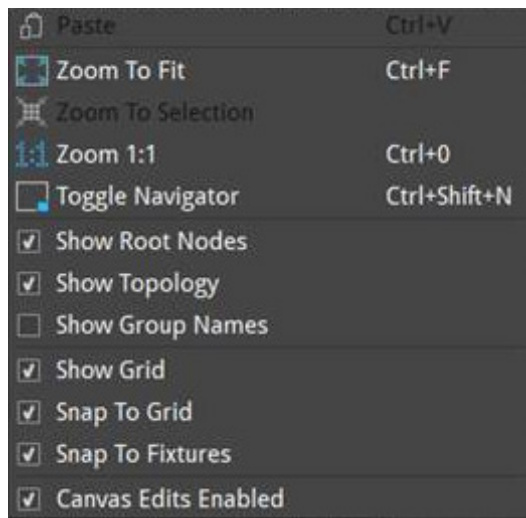 Paste Ctrl+V
Zoom To Fit Ctrl+F
Zoom To Selection
1:1 Zoom 1:1 Ctrl+0
Toggle Navigator Ctrl+Shift+N
Show Root Nodes
Show Topology
Show Group Names
Show Grid
Snap To Grid
Snap To Fixtures
Canvas Edits Enabled